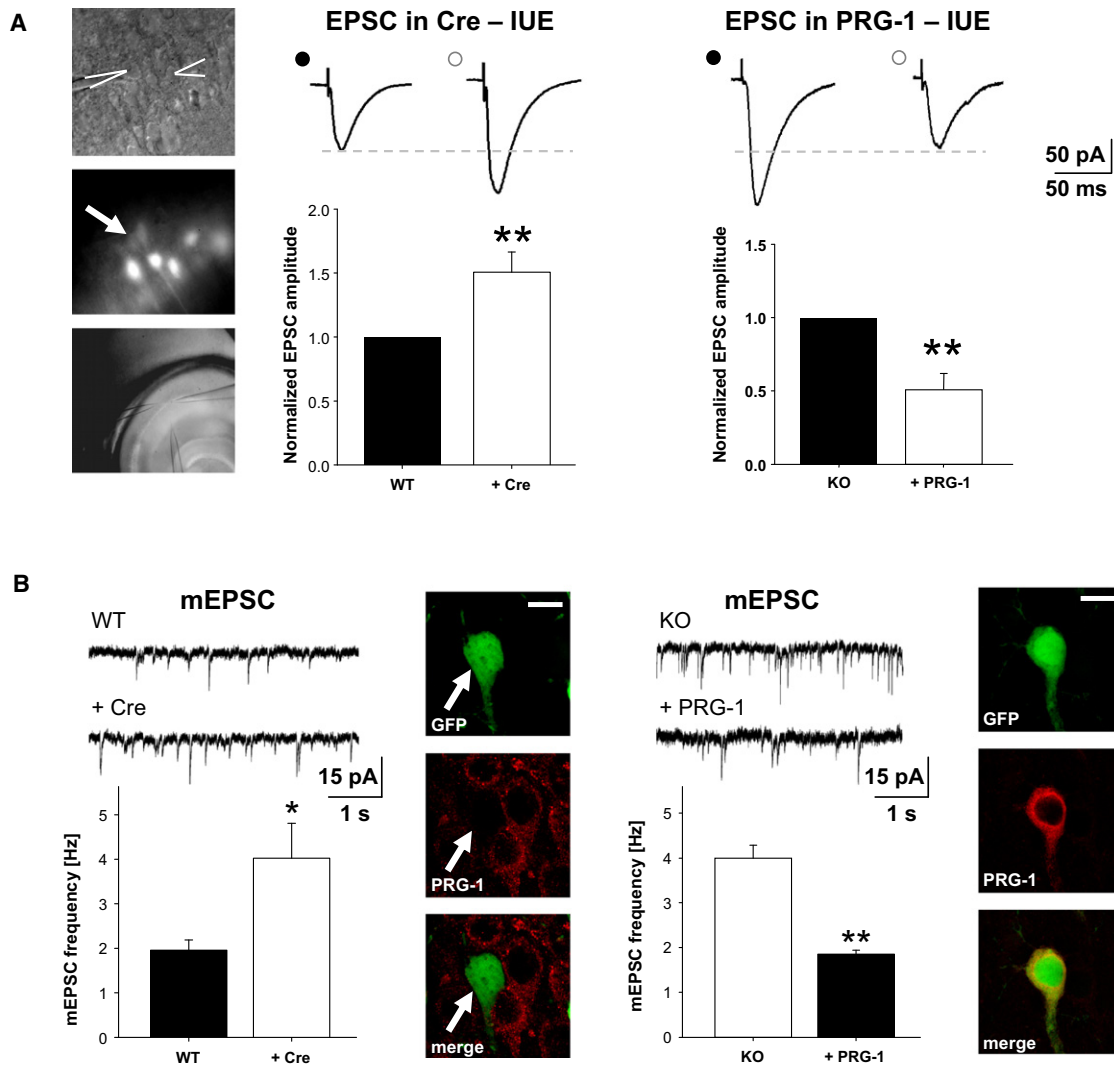 A
EPSC in Cre – IUE
EPSC in PRG-1 – IUE
50 pA
50 ms
Normalized EPSC amplitude
2.0
1.5
1.0
0.5
0.0
WT
+ Cre
**
Normalized EPSC amplitude
1.5
1.0
0.5
0.0
KO
+ PRG-1
**
B
mEPSC
WT
+ Cre
15 pA
1 s
mEPSC frequency [Hz]
5
4
3
2
1
0
*
WT
+ Cre
GFP
PRG-1
merge
mEPSC
KO
+ PRG-1
15 pA
1 s
mEPSC frequency [Hz]
5
4
3
2
1
0
**
KO
+ PRG-1
GFP
PRG-1
merge